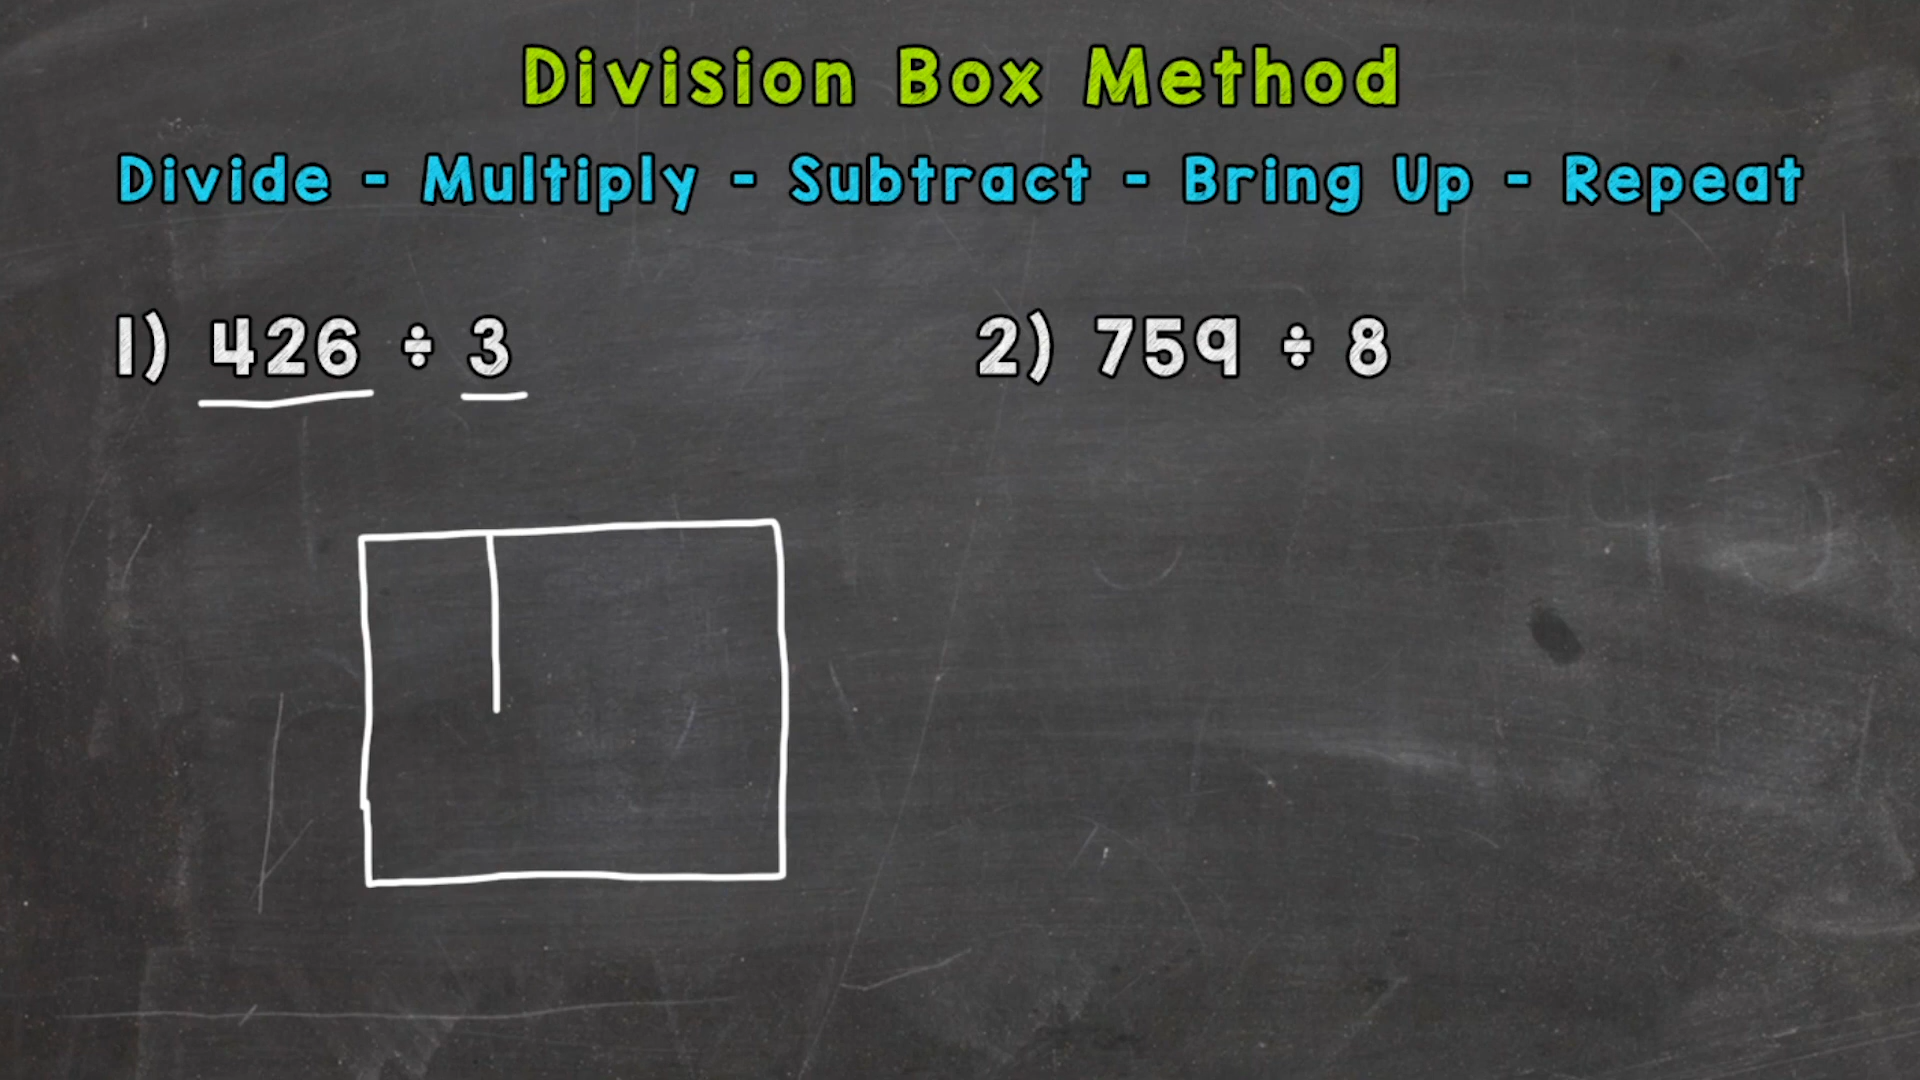 Division Box Method
Divide - Multiply - Subtract - Bring Up - Repeat
1) 426 ÷ 3
2) 759 ÷ 8